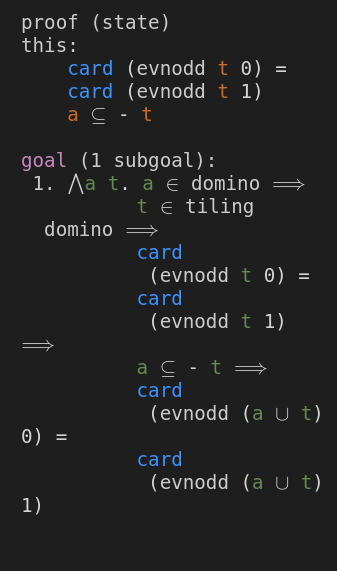 proof (state)
this:
card (evnodd t 0) =
card (evnodd t 1)
a ⊆ - t
goal (1 subgoal):
1. ⋀a t. a ∈ domino ⟹
t ∈ tiling
domino ⟹
card
(evnodd t 0) =
card
(evnodd t 1)
⟹
a ⊆ - t ⟹
card
(evnodd (a ∪ t)
0) =
card
(evnodd (a ∪ t)
1)